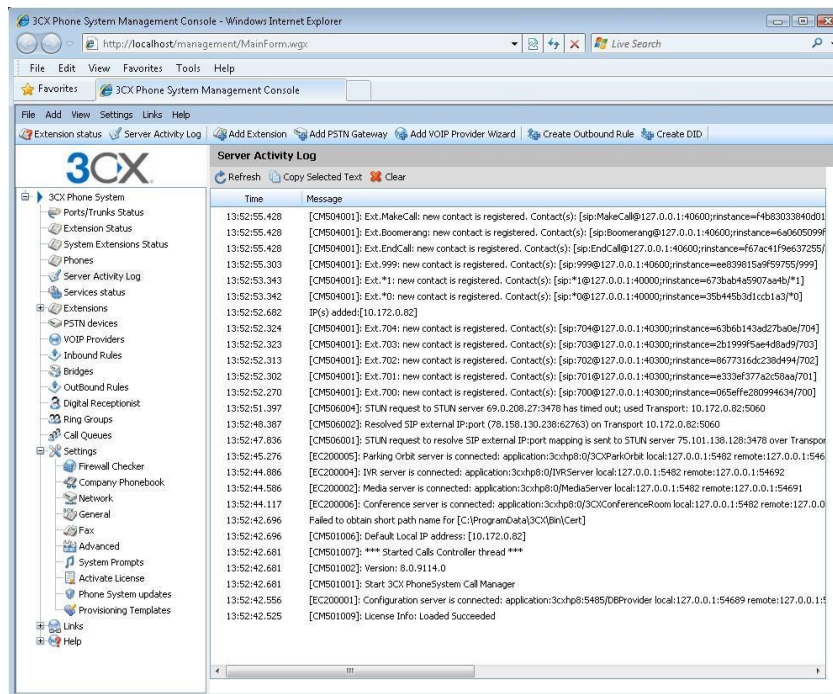 3CX Phone System Management Console - Windows Internet Explorer
http://localhost/management/MainForm.wgx
Live Search
File Edit View Favorites Tools Help
Favorites 3CX Phone System Management Console
File Add View Settings Links Help
Extension status Server Activity Log Add Extension Add PSTN Gateway Add VOIP Provider Wizard Create Outbound Rule Create DID
3CX
3CX Phone System
Ports/Trunks Status
Extension Status
System Extensions Status
Phones
Server Activity Log
Services status
Extensions
PSTN devices
VOIP Providers
Inbound Rules
Bridges
OutBound Rules
Digital Receptionist
Ring Groups
Call Queues
Settings
Firewall Checker
Company Phonebook
Network
General
Fax
Advanced
System Prompts
Activate License
Phone System updates
Provisioning Templates
Links
Help
Server Activity Log
Refresh Copy Selected Text Clear
Time Message
13:52:55.428 [CM504001]: Ext.MakeCall: new contact is registered. Contact(s): [sip:MakeCall@127.0.0.1:40600;rinstance=f4b83033840d01
13:52:55.428 [CM504001]: Ext.Boomerang: new contact is registered. Contact(s): [sip:Boomerang@127.0.0.1:40600;rinstance=6a0605099f
13:52:55.428 [CM504001]: Ext.EndCall: new contact is registered. Contact(s): [sip:EndCall@127.0.0.1:40600;rinstance=f67ac41f9e637255/
13:52:55.303 [CM504001]: Ext.999: new contact is registered. Contact(s): [sip:999@127.0.0.1:40600;rinstance=ee839815a9f59755/999]
13:52:53.343 [CM504001]: Ext.*1: new contact is registered. Contact(s): [sip:*1@127.0.0.1:40000;rinstance=673bab4a5907aa4b/*1]
13:52:53.342 [CM504001]: Ext.*0: new contact is registered. Contact(s): [sip:*0@127.0.0.1:40000;rinstance=35b445b3d1ccb1a3/*0]
13:52:52.682 IP(s) added:[10.172.0.82]
13:52:52.324 [CM504001]: Ext.704: new contact is registered. Contact(s): [sip:704@127.0.0.1:40300;rinstance=63b6b143ad27ba0e/704]
13:52:52.323 [CM504001]: Ext.703: new contact is registered. Contact(s): [sip:703@127.0.0.1:40300;rinstance=2b1999f5ae4d8ad9/703]
13:52:52.313 [CM504001]: Ext.702: new contact is registered. Contact(s): [sip:702@127.0.0.1:40300;rinstance=8677316dc238d494/702]
13:52:52.302 [CM504001]: Ext.701: new contact is registered. Contact(s): [sip:701@127.0.0.1:40300;rinstance=e333ef377a2c58aa/701]
13:52:52.270 [CM504001]: Ext.700: new contact is registered. Contact(s): [sip:700@127.0.0.1:40300;rinstance=065effe280994634/700]
13:52:51.397 [CM506004]: STUN request to STUN server 69.0.208.27:3478 has timed out; used Transport: 10.172.0.82:5060
13:52:48.387 [CM506002]: Resolved SIP external IP:port (78.158.130.238:62763) on Transport 10.172.0.82:5060
13:52:47.836 [CM506001]: STUN request to resolve SIP external IP:port mapping is sent to STUN server 75.101.138.128:3478 over Transpor
13:52:45.276 [EC200005]: Parking Orbit server is connected: application:3cxhp8:0/3CXParkOrbit local:127.0.0.1:5482 remote:127.0.0.1:546
13:52:44.886 [EC200004]: IVR server is connected: application:3cxhp8:0/IVRServer local:127.0.0.1:5482 remote:127.0.0.1:54692
13:52:44.586 [EC200002]: Media server is connected: application:3cxhp8:0/MediaServer local:127.0.0.1:5482 remote:127.0.0.1:54691
13:52:44.117 [EC200006]: Conference server is connected: application:3cxhp8:0/3CXConferenceRoom local:127.0.0.1:5482 remote:127.0.0
13:52:42.696 Failed to obtain short path name for [C:\ProgramData\3CX\Bin\Cert]
13:52:42.696 [CM501006]: Default Local IP address: [10.172.0.82]
13:52:42.681 [CM501007]: *** Started Calls Controller thread ***
13:52:42.681 [CM501002]: Version: 8.0.9114.0
13:52:42.681 [CM501001]: Start 3CX PhoneSystem Call Manager
13:52:42.556 [EC200001]: Configuration server is connected: application:3cxhp8:5485/DBProvider local:127.0.0.1:54689 remote:127.0.0.1:5
13:52:42.525 [CM501009]: License Info: Loaded Succeeded